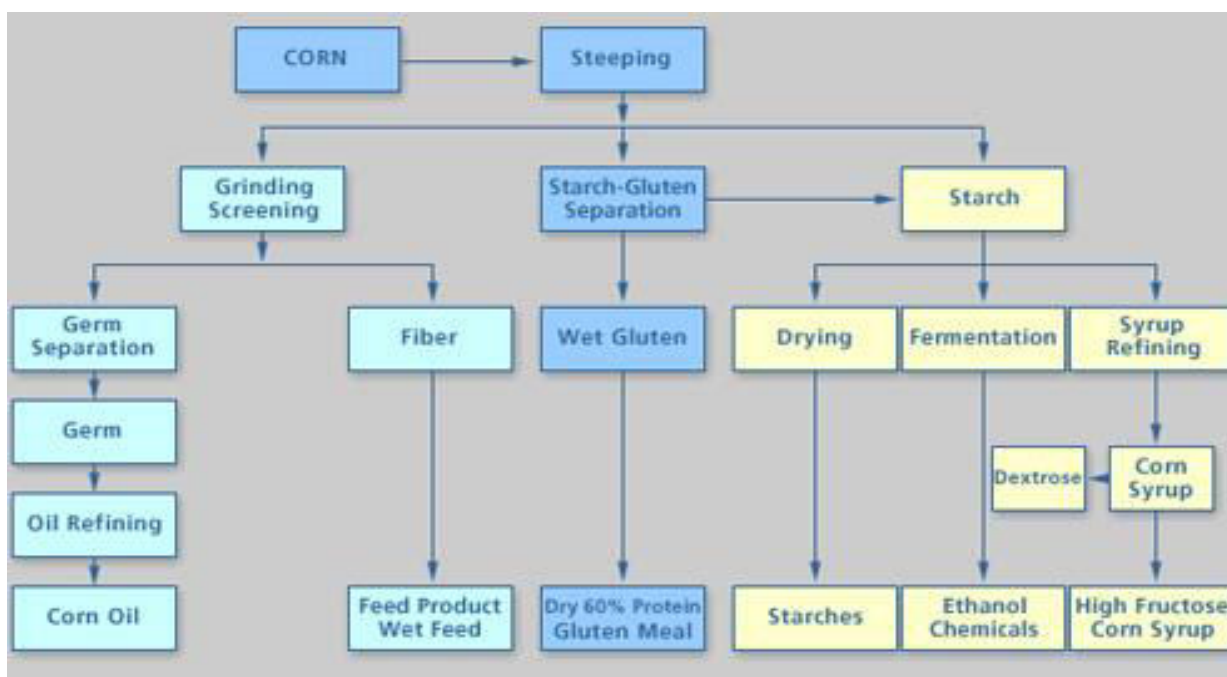 CORN
Steeping
Grinding
Screening
Starch-Gluten
Separation
Starch
Germ
Separation
Fiber
Wet Gluten
Drying
Fermentation
Syrup
Refining
Germ
Dextrose
Corn
Syrup
Oil Refining
Corn Oil
Feed Product
Wet Feed
Dry 60% Protein
Gluten Meal
Starches
Ethanol
Chemicals
High Fructose
Corn Syrup